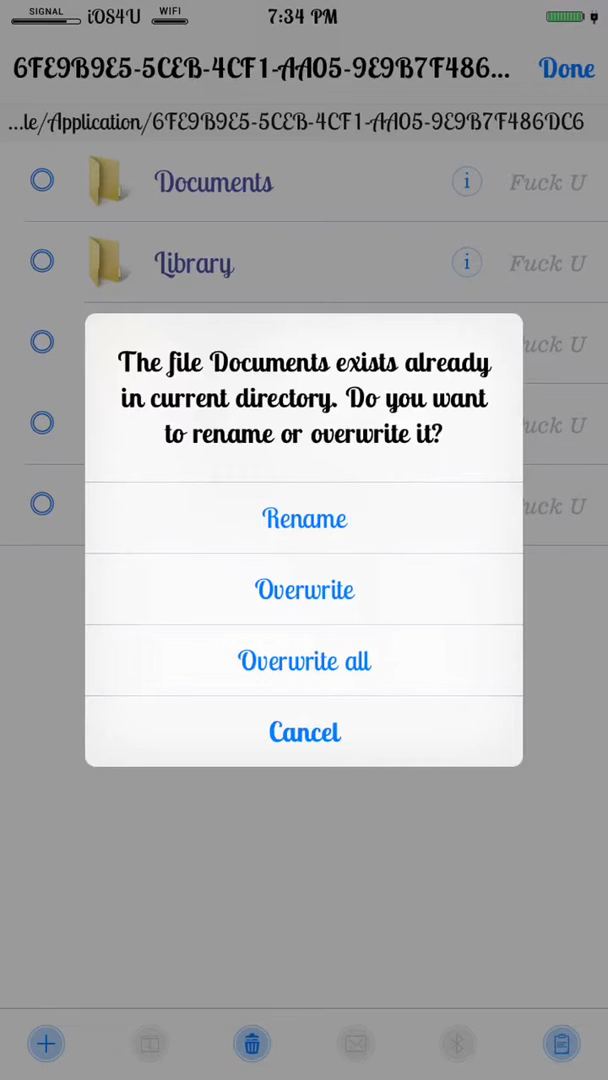 SIGNAL iOS4U WIFI 7:34 PM
6FE9B9E5-5CEB-4CF1-AA05-9E9B7F486... Done
...le/Application/6FE9B9E5-5CEB-4CF1-AA05-9E9B7F486DC6
Documents i Fuck U
Library i Fuck U
The file Documents exists already
in current directory. Do you want
to rename or overwrite it?
uck U
uck U
Rename
uck U
Overwrite
Overwrite all
Cancel